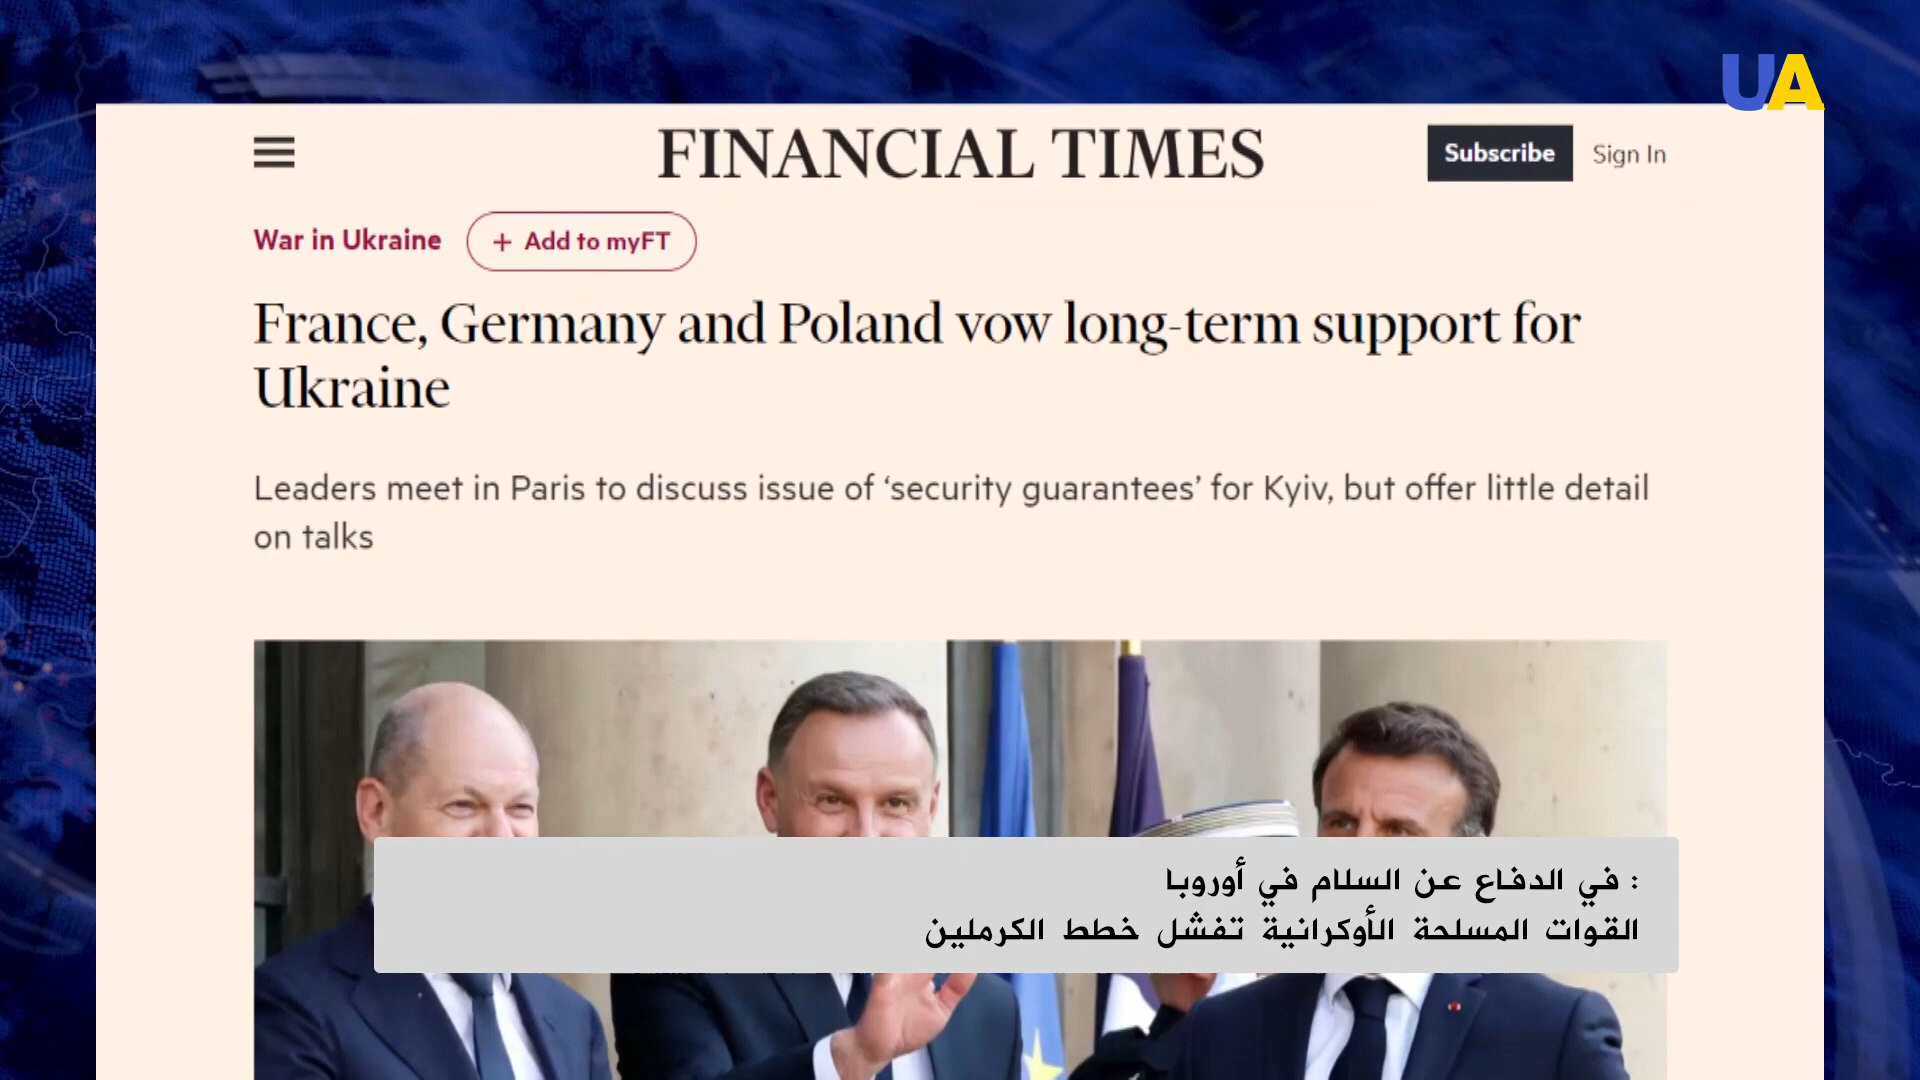 UA
FINANCIAL TIMES
Subscribe
Sign In
War in Ukraine
+ Add to myFT
France, Germany and Poland vow long-term support for
Ukraine
Leaders meet in Paris to discuss issue of ‘security guarantees’ for Kyiv, but offer little detail
on talks
في الدفاع عن السلام في أوروبا :
القوات المسلحة الأوكرانية تفشل خطط الكرملين